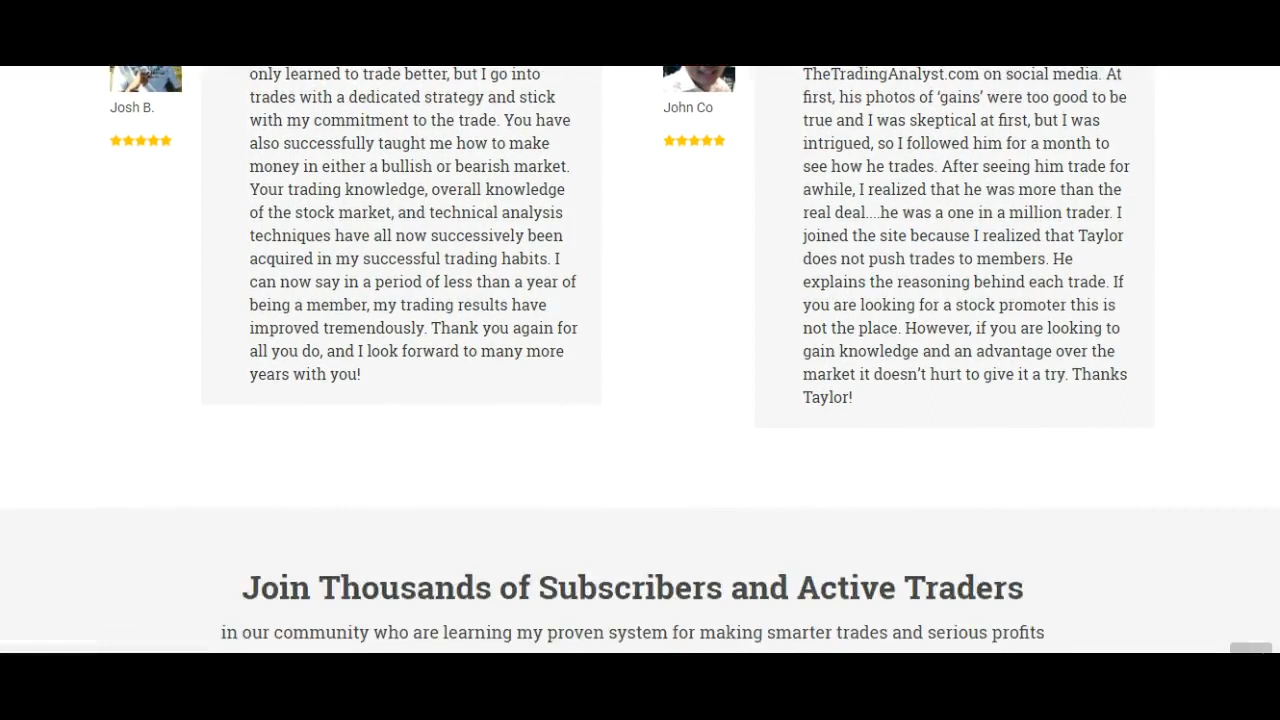 Josh B.
only learned to trade better, but I go into
trades with a dedicated strategy and stick
with my commitment to the trade. You have
also successfully taught me how to make
money in either a bullish or bearish market.
Your trading knowledge, overall knowledge
of the stock market, and technical analysis
techniques have all now successively been
acquired in my successful trading habits. I
can now say in a period of less than a year of
being a member, my trading results have
improved tremendously. Thank you again for
all you do, and I look forward to many more
years with you!
John Co
TheTradingAnalyst.com on social media. At
first, his photos of ‘gains’ were too good to be
true and I was skeptical at first, but I was
intrigued, so I followed him for a month to
see how he trades. After seeing him trade for
awhile, I realized that he was more than the
real deal....he was a one in a million trader. I
joined the site because I realized that Taylor
does not push trades to members. He
explains the reasoning behind each trade. If
you are looking for a stock promoter this is
not the place. However, if you are looking to
gain knowledge and an advantage over the
market it doesn’t hurt to give it a try. Thanks
Taylor!
Join Thousands of Subscribers and Active Traders
in our community who are learning my proven system for making smarter trades and serious profits